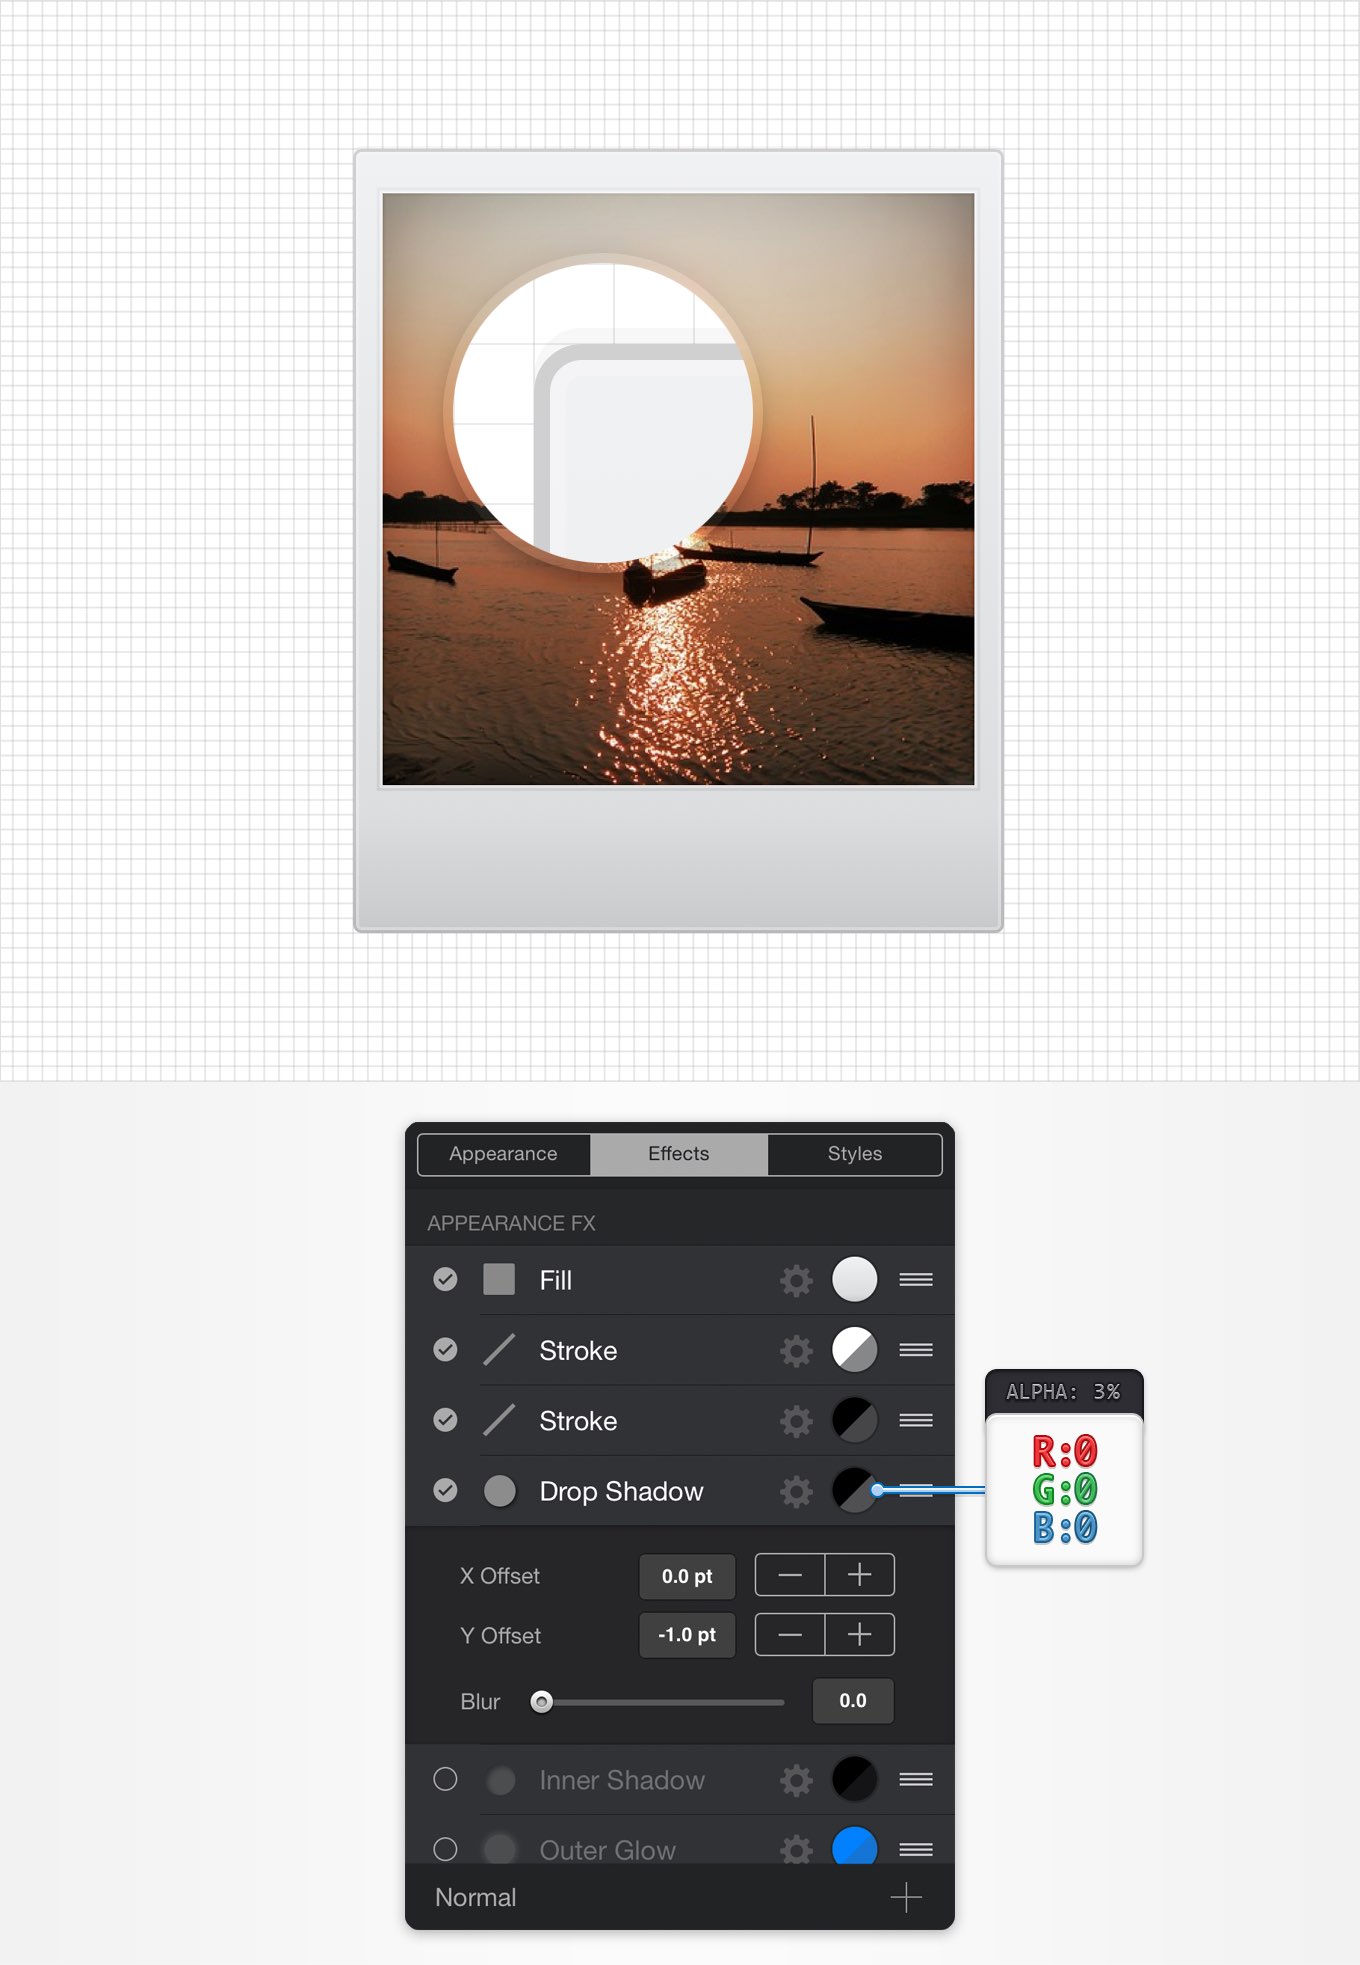 Appearance Effects Styles
APPEARANCE FX
Fill
Stroke
Stroke
ALPHA: 3%
R:0
G:0
B:0
Drop Shadow
X Offset 0.0 pt
Y Offset -1.0 pt
Blur 0.0
Inner Shadow
Outer Glow
Normal